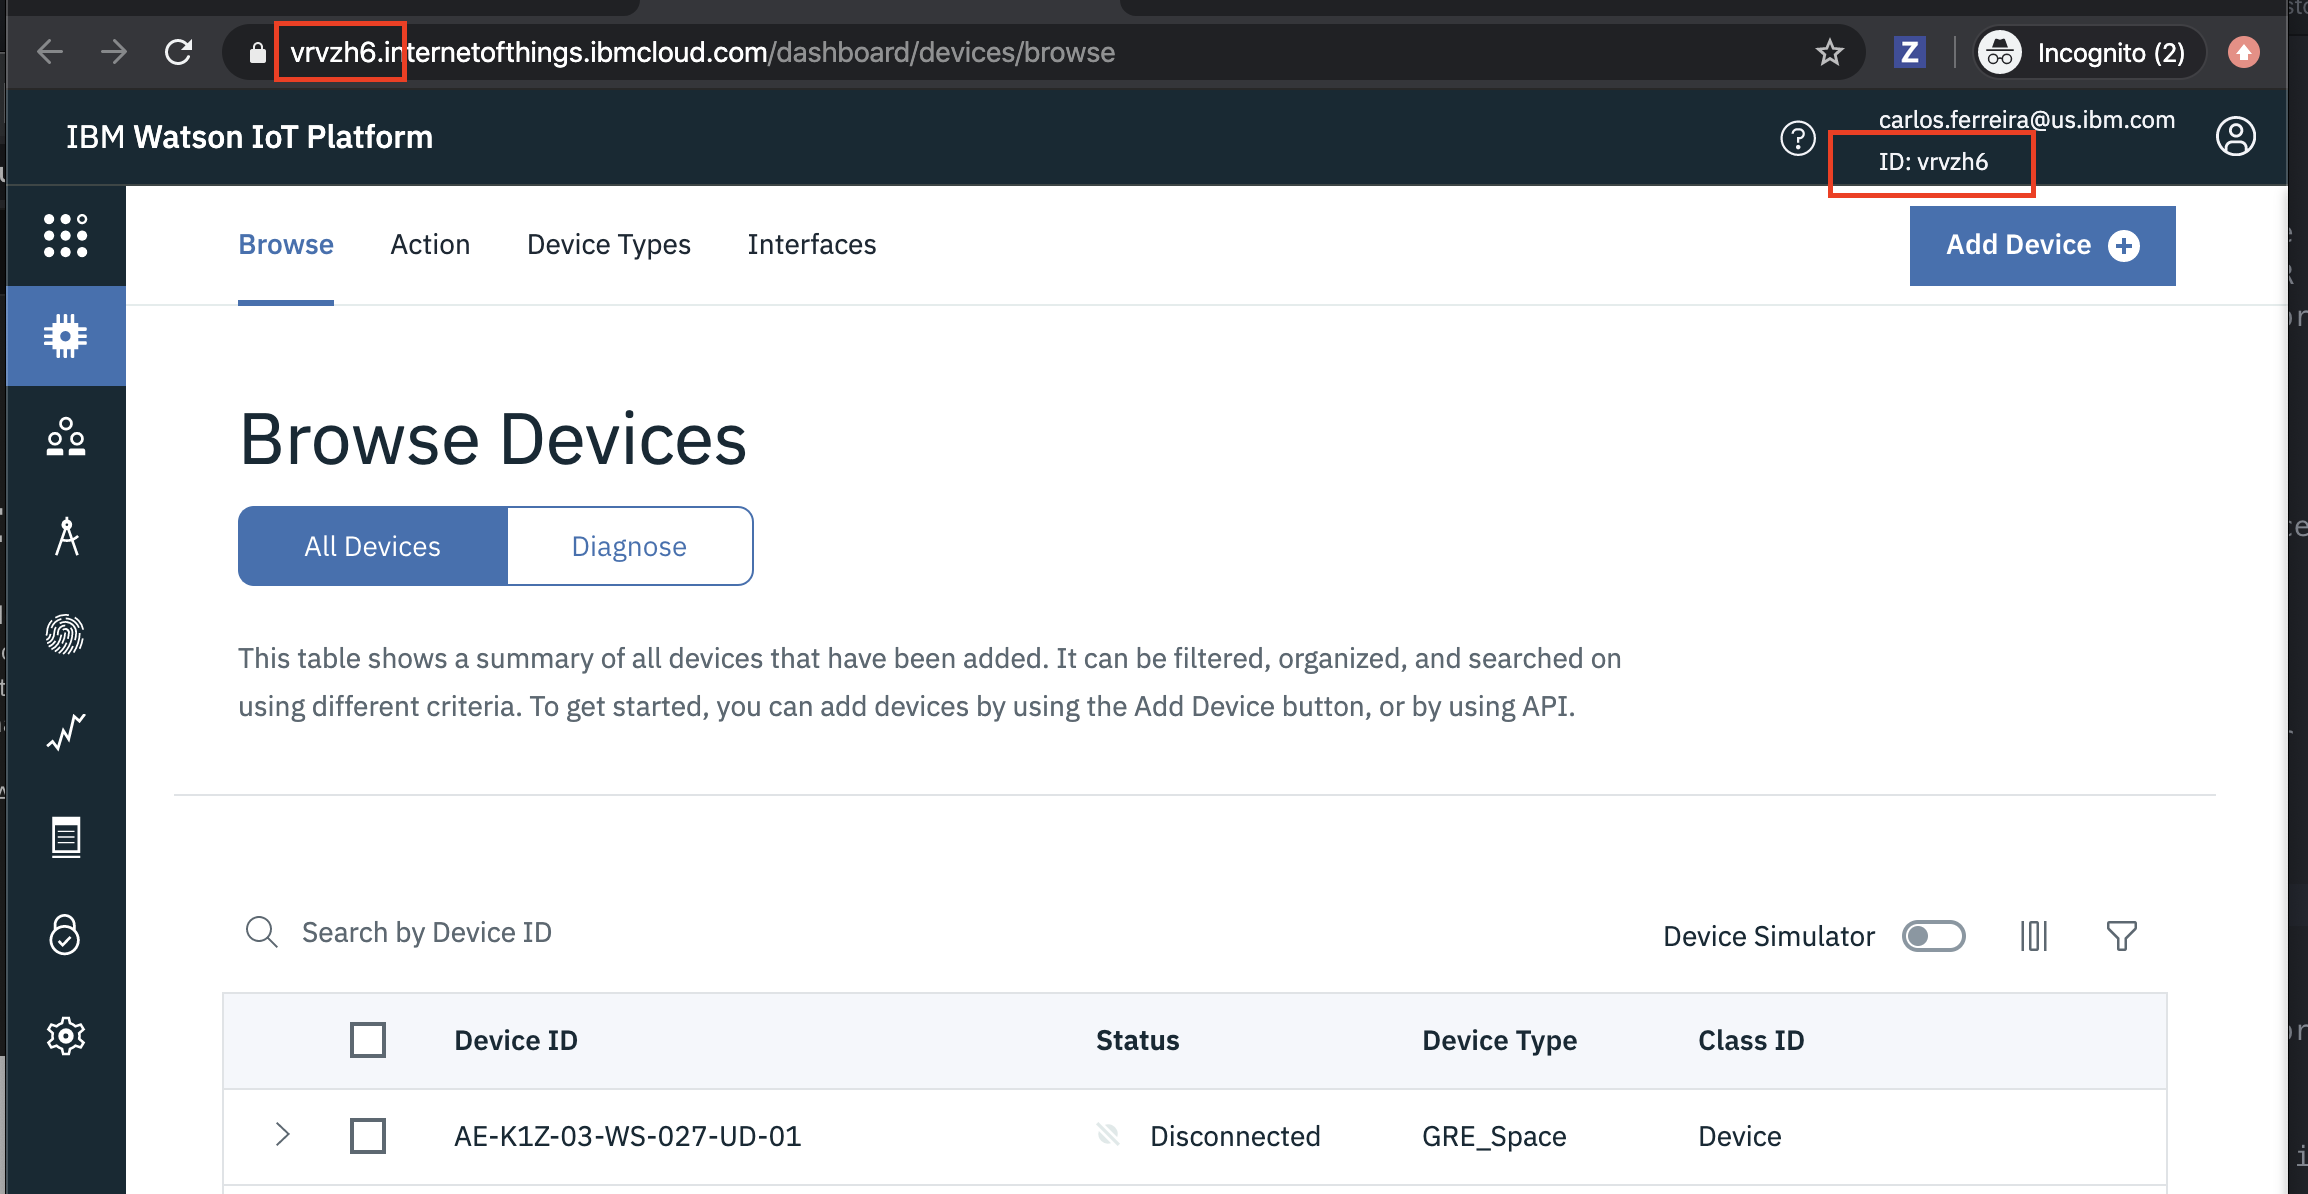 vrvzh6.internetofthings.ibmcloud.com/dashboard/devices/browse
Z
Incognito (2)
IBM Watson IoT Platform
?
carlos.ferreira@us.ibm.com
ID: vrvzh6
Browse Action Device Types Interfaces
Add Device
Browse Devices
All Devices Diagnose
This table shows a summary of all devices that have been added. It can be filtered, organized, and searched on
using different criteria. To get started, you can add devices by using the Add Device button, or by using API.
Search by Device ID
Device Simulator
Device ID Status Device Type Class ID
AE-K1Z-03-WS-027-UD-01 Disconnected GRE_Space Device